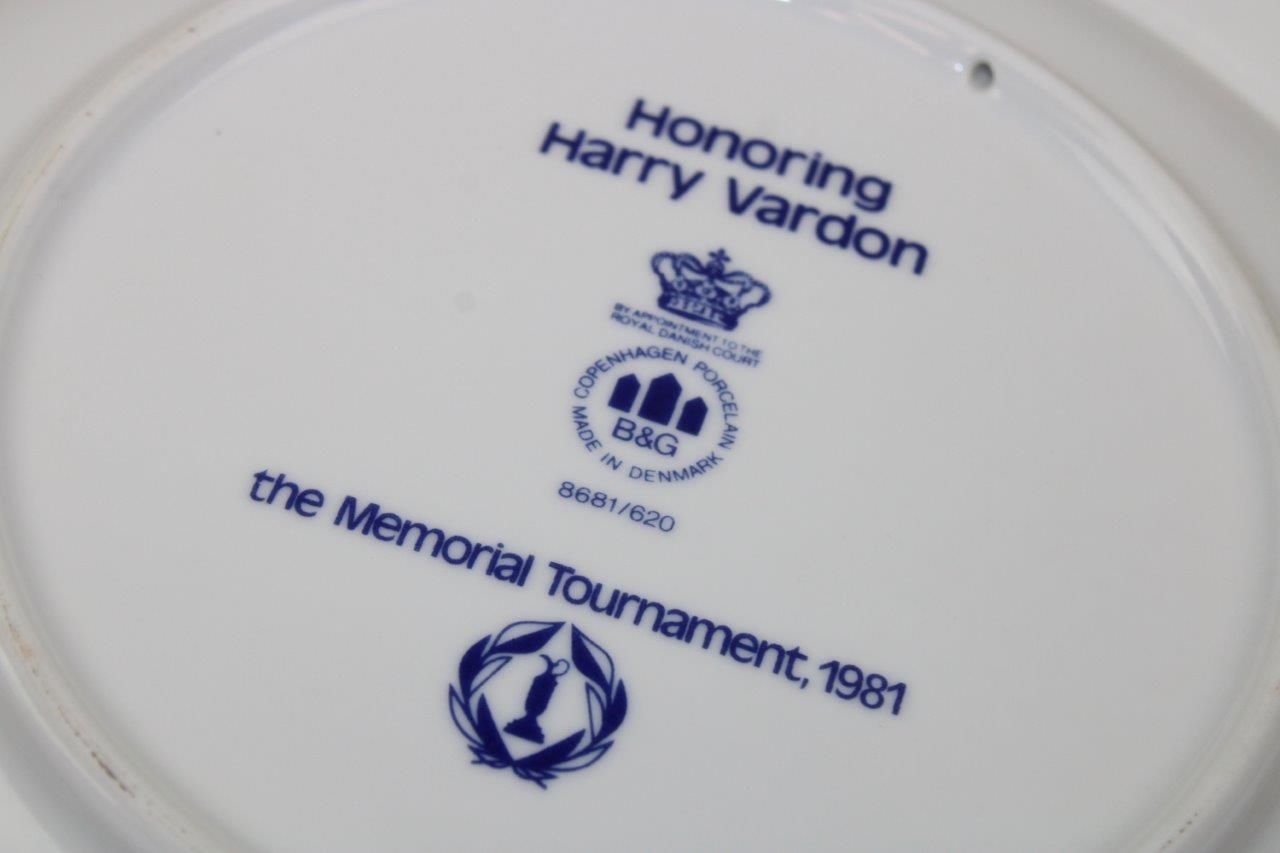 Honoring
Harry Vardon
BY APPOINTMENT TO THE
ROYAL DANISH COURT
COPENHAGEN PORCELAIN
B&G
MADE IN DENMARK
8681/620
the Memorial Tournament, 1981